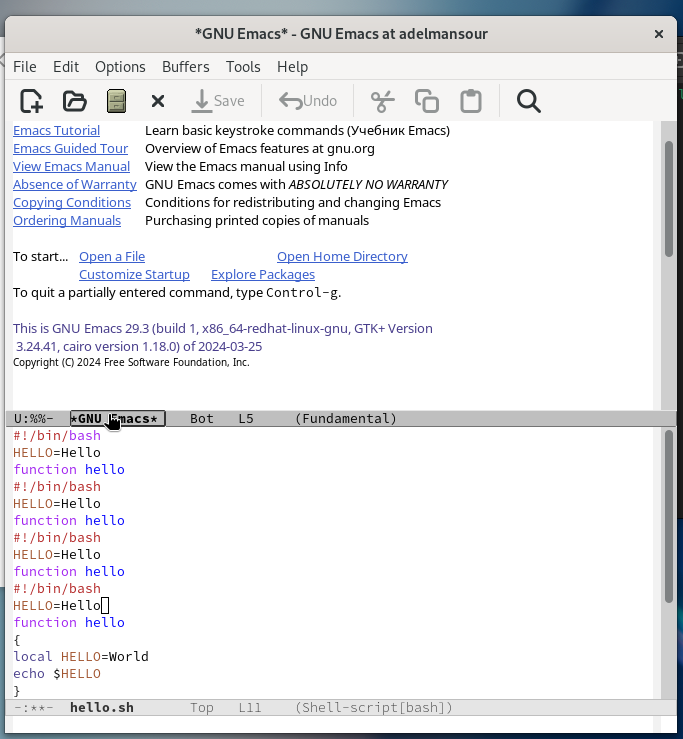 *GNU Emacs* - GNU Emacs at adelmansour ×
File Edit Options Buffers Tools Help
Save Undo
Emacs Tutorial Learn basic keystroke commands (Учебник Emacs)
Emacs Guided Tour Overview of Emacs features at gnu.org
View Emacs Manual View the Emacs manual using Info
Absence of Warranty GNU Emacs comes with ABSOLUTELY NO WARRANTY
Copying Conditions Conditions for redistributing and changing Emacs
Ordering Manuals Purchasing printed copies of manuals
To start... Open a File Open Home Directory
Customize Startup Explore Packages
To quit a partially entered command, type Control-g.
This is GNU Emacs 29.3 (build 1, x86_64-redhat-linux-gnu, GTK+ Version
3.24.41, cairo version 1.18.0) of 2024-03-25
Copyright (C) 2024 Free Software Foundation, Inc.
U:%%- *GNU Emacs* Bot L5 (Fundamental)
#!/bin/bash
HELLO=Hello
function hello
#!/bin/bash
HELLO=Hello
function hello
#!/bin/bash
HELLO=Hello
function hello
#!/bin/bash
HELLO=Hello
function hello
{
local HELLO=World
echo $HELLO
}
-:**- hello.sh Top L11 (Shell-script[bash])